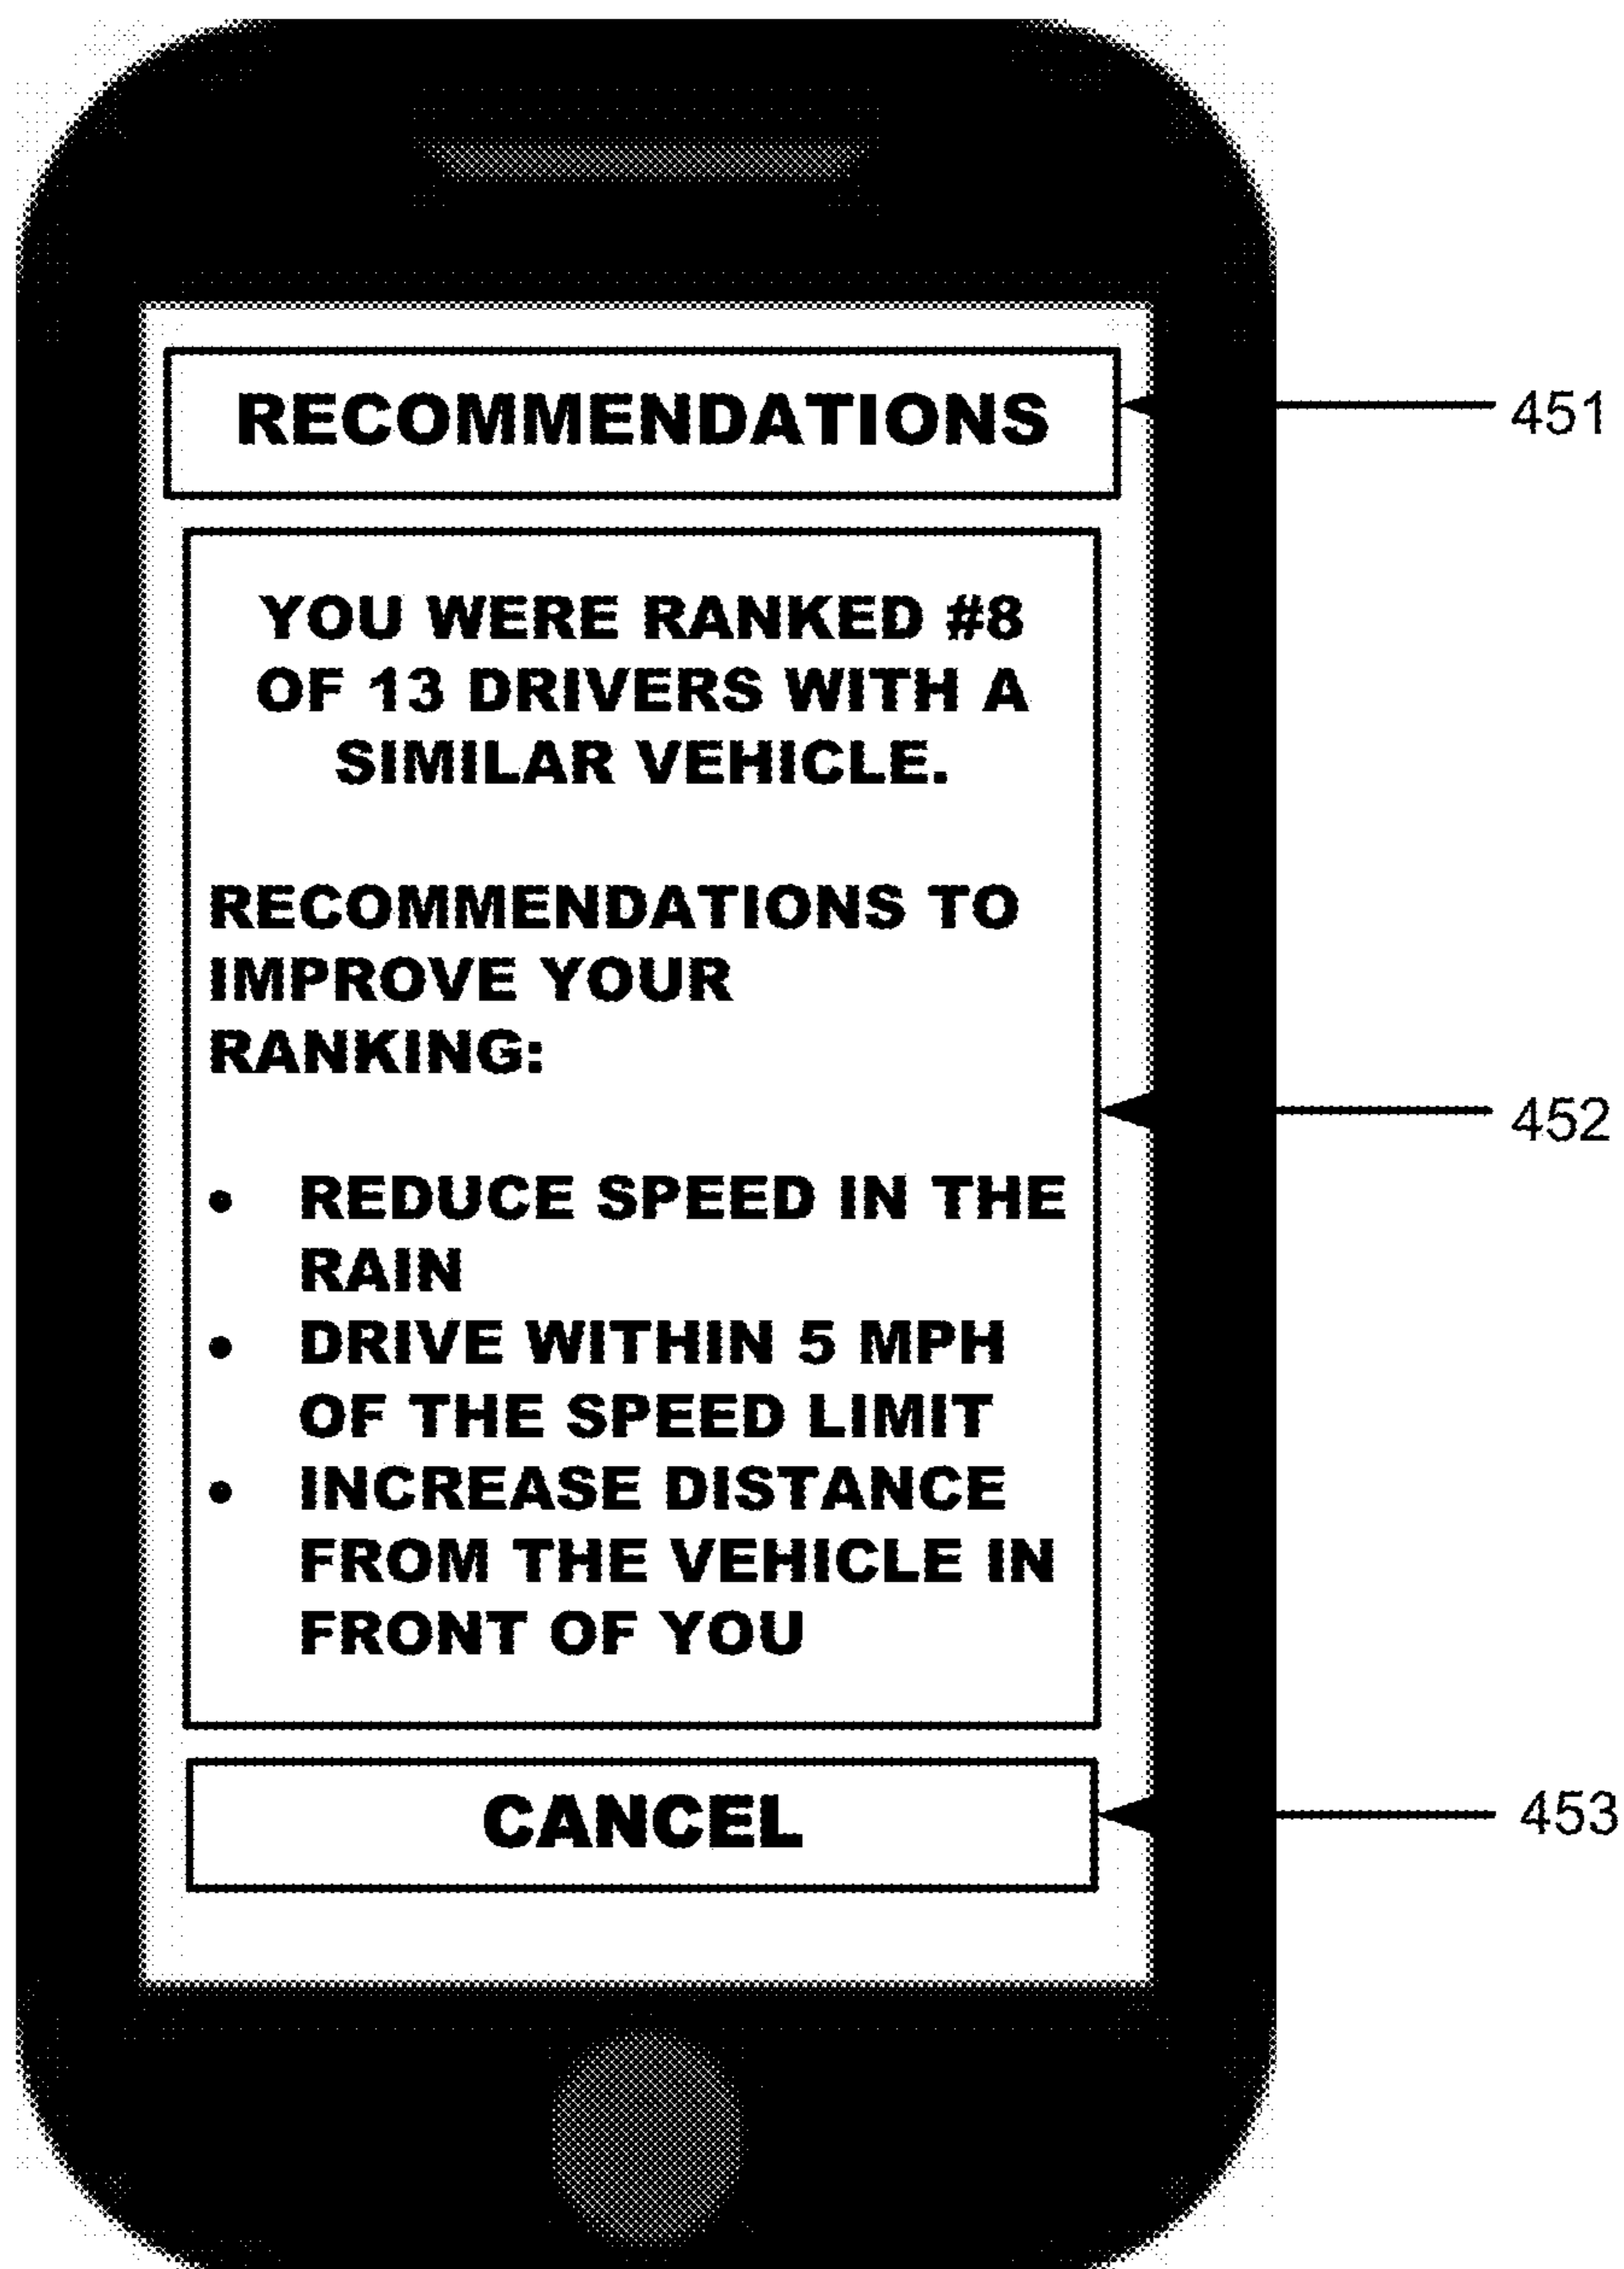 RECOMMENDATIONS
451
YOU WERE RANKED #8
OF 13 DRIVERS WITH A
SIMILAR VEHICLE.
RECOMMENDATIONS TO
IMPROVE YOUR
RANKING:
452
• REDUCE SPEED IN THE
RAIN
• DRIVE WITHIN 5 MPH
OF THE SPEED LIMIT
• INCREASE DISTANCE
FROM THE VEHICLE IN
FRONT OF YOU
CANCEL
453